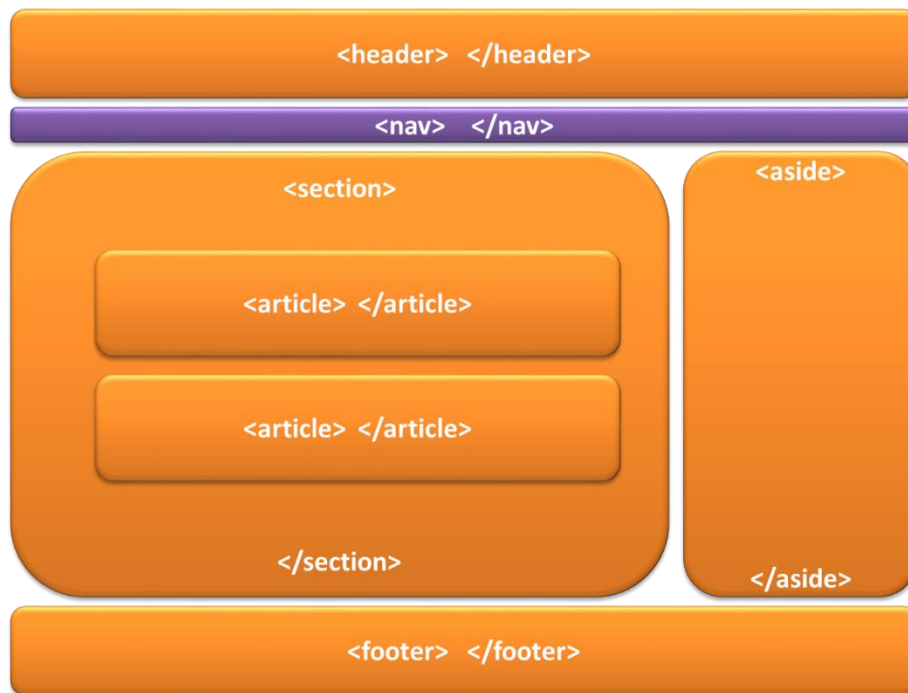 <header> </header>
<nav> </nav>
<section>
<aside>
<article> </article>
<article> </article>
</section>
</aside>
<footer> </footer>